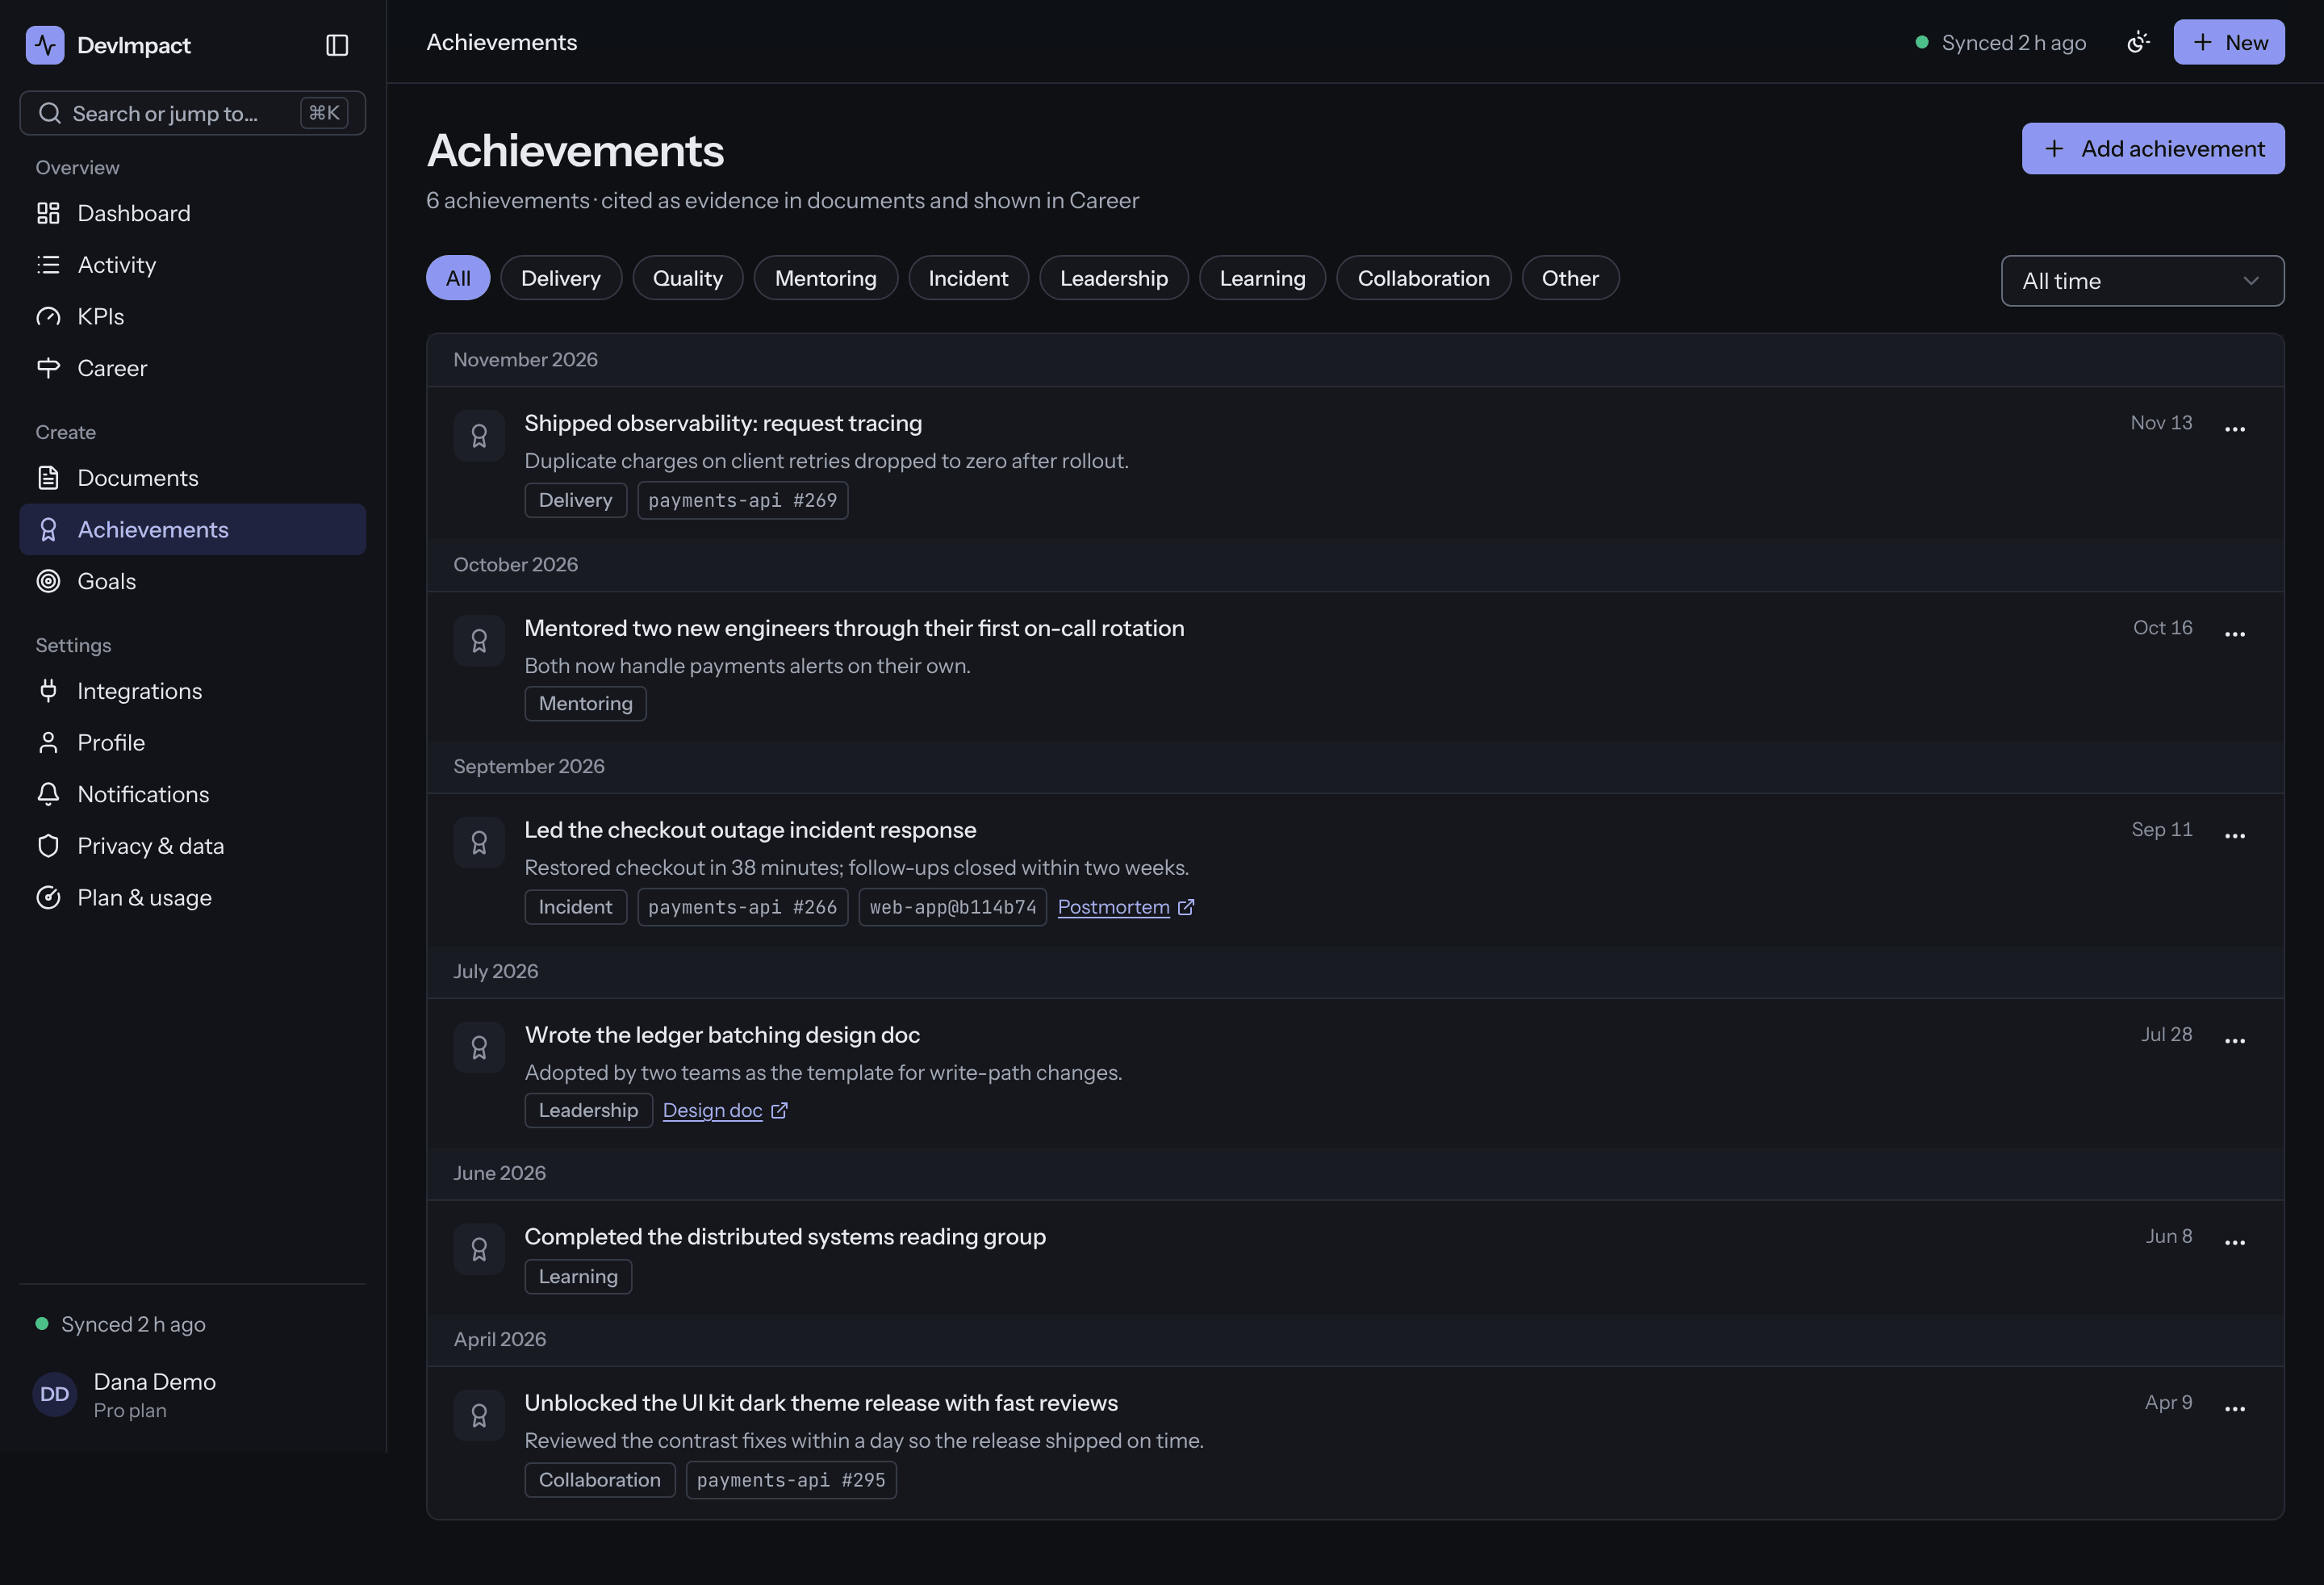 DevImpact
Search or jump to... ⌘K
Overview
Dashboard
Activity
KPIs
Career
Create
Documents
Achievements
Goals
Settings
Integrations
Profile
Notifications
Privacy & data
Plan & usage
Synced 2 h ago
DD
Dana Demo
Pro plan
Achievements
Synced 2 h ago
+ New
Achievements
+ Add achievement
6 achievements · cited as evidence in documents and shown in Career
All Delivery Quality Mentoring Incident Leadership Learning Collaboration Other
All time
November 2026
Shipped observability: request tracing Nov 13 ...
Duplicate charges on client retries dropped to zero after rollout.
Delivery payments-api #269
October 2026
Mentored two new engineers through their first on-call rotation Oct 16 ...
Both now handle payments alerts on their own.
Mentoring
September 2026
Led the checkout outage incident response Sep 11 ...
Restored checkout in 38 minutes; follow-ups closed within two weeks.
Incident payments-api #266 web-app@b114b74 Postmortem
July 2026
Wrote the ledger batching design doc Jul 28 ...
Adopted by two teams as the template for write-path changes.
Leadership Design doc
June 2026
Completed the distributed systems reading group Jun 8 ...
Learning
April 2026
Unblocked the UI kit dark theme release with fast reviews Apr 9 ...
Reviewed the contrast fixes within a day so the release shipped on time.
Collaboration payments-api #295